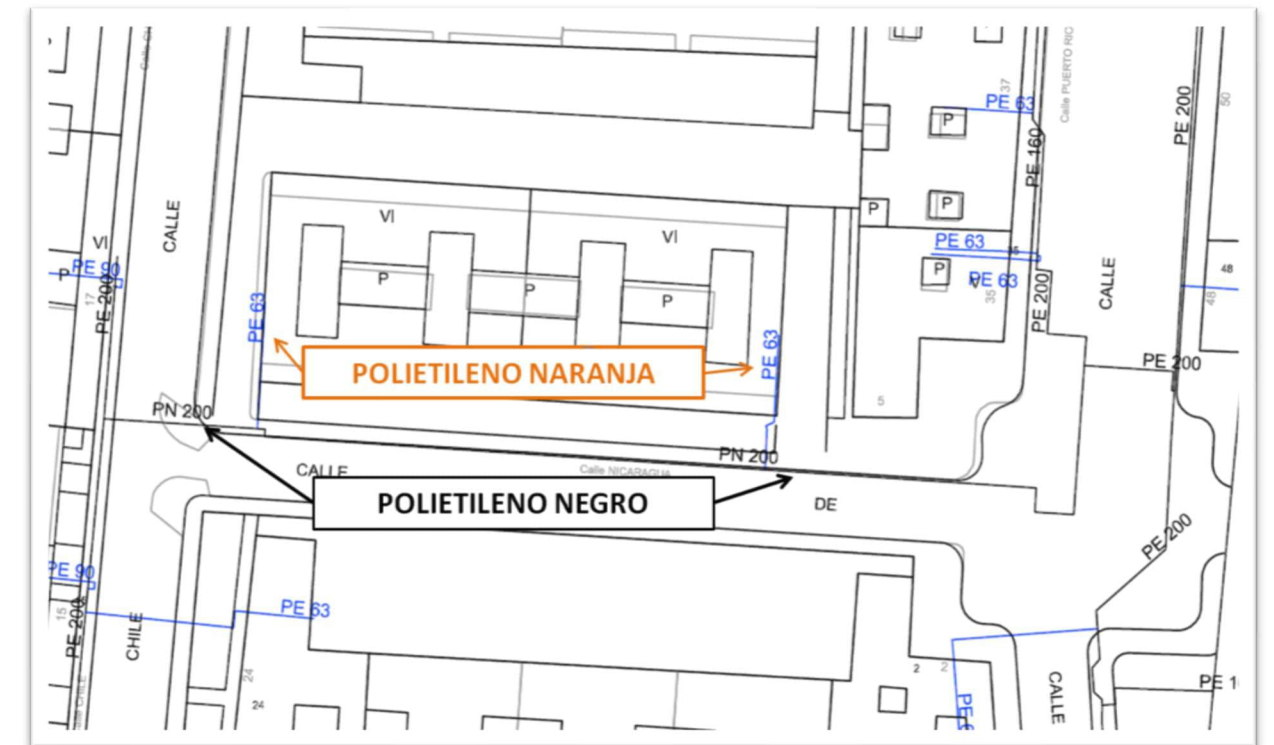 Calle PUERTO RIC
37
PE 63
P
50
PE 200
PE 160
CALLE
P
P
VI
VI
VI
PE 63
35
P
PE 63
35
48
48
CALLE
P
PE 90
17
PE 200
P
P
P
PE 63
PE 63
PE 200
PE 200
POLIETILENO NARANJA
5
PN 200
PN 200
CALLE
Calle NICARAGUA
POLIETILENO NEGRO
DE
PE 200
PE 90
15
PE 200
PE 63
CHILE
24
24
2
2
CALLE
PE 1